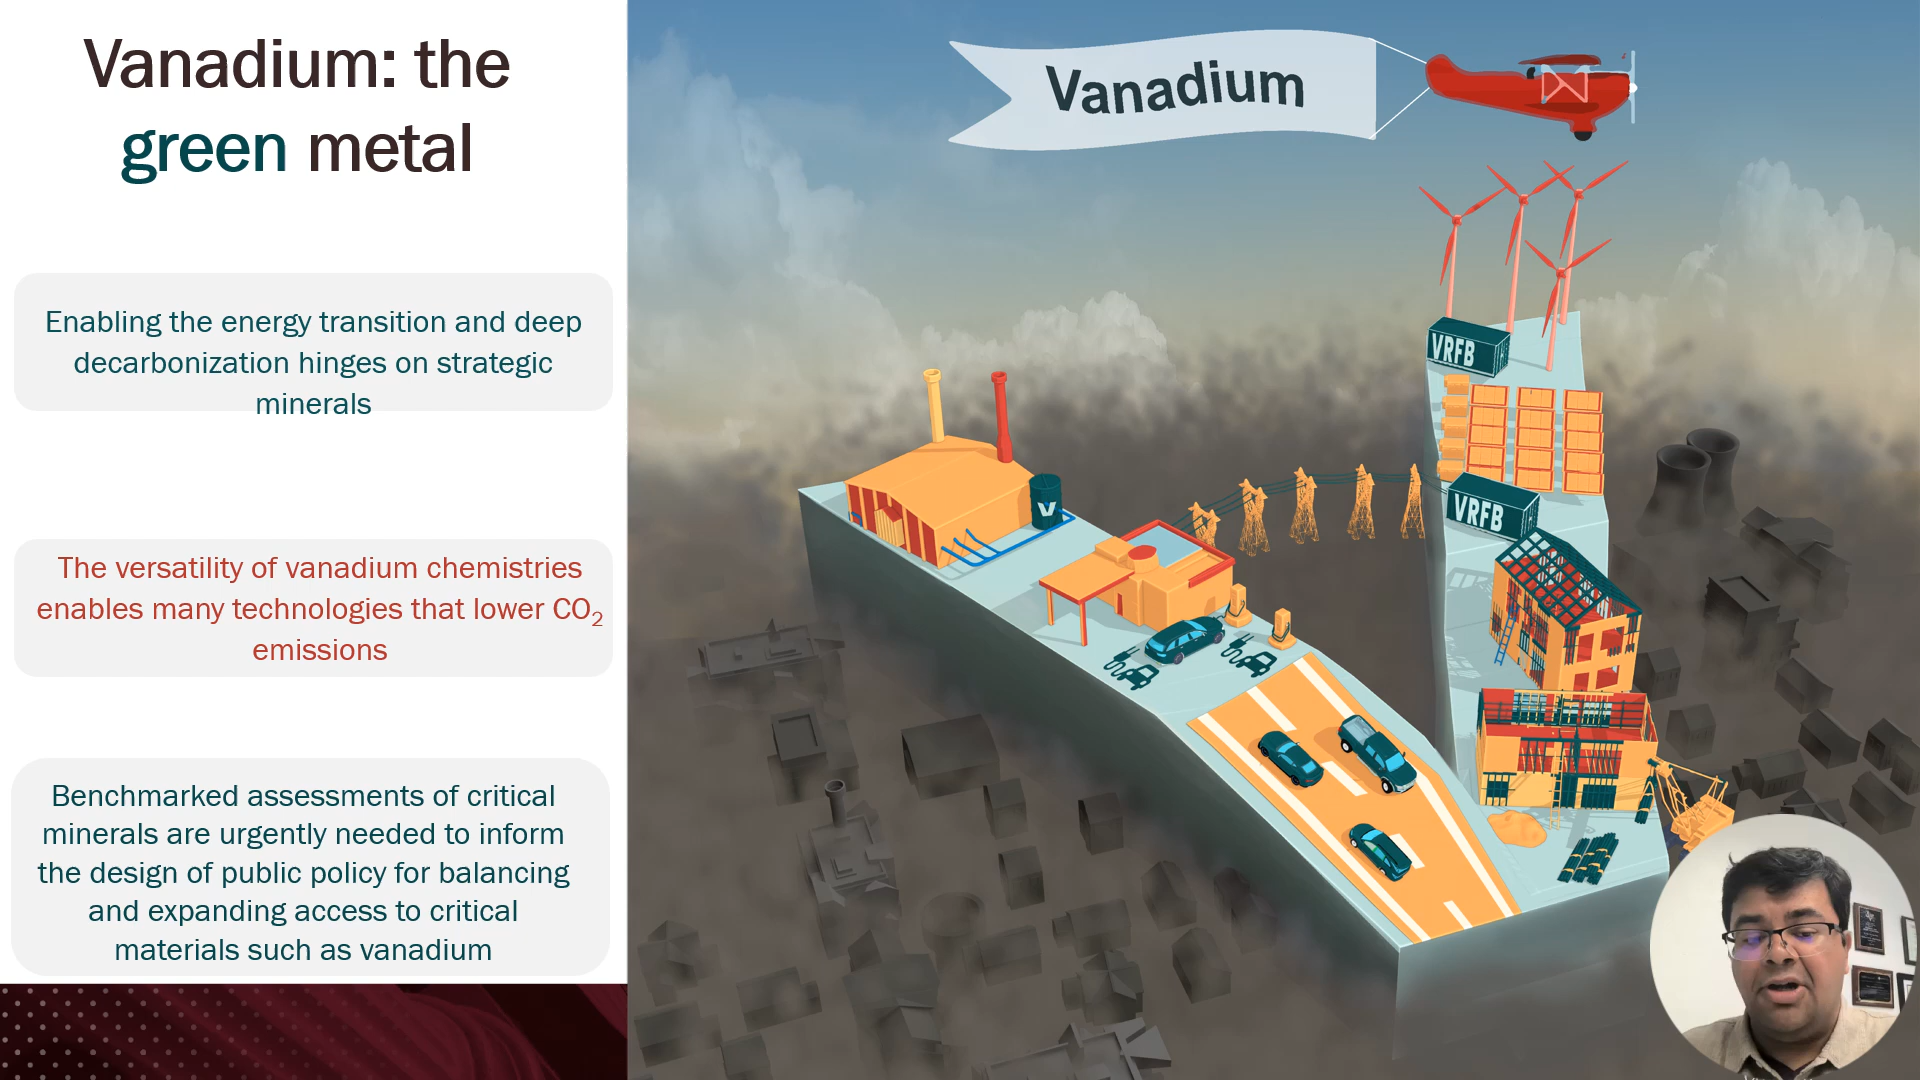 Vanadium: the
green metal
Enabling the energy transition and deep
decarbonization hinges on strategic
minerals
The versatility of vanadium chemistries
enables many technologies that lower CO₂
emissions
Benchmarked assessments of critical
minerals are urgently needed to inform
the design of public policy for balancing
and expanding access to critical
materials such as vanadium
Vanadium
VRFB
VRFB
V